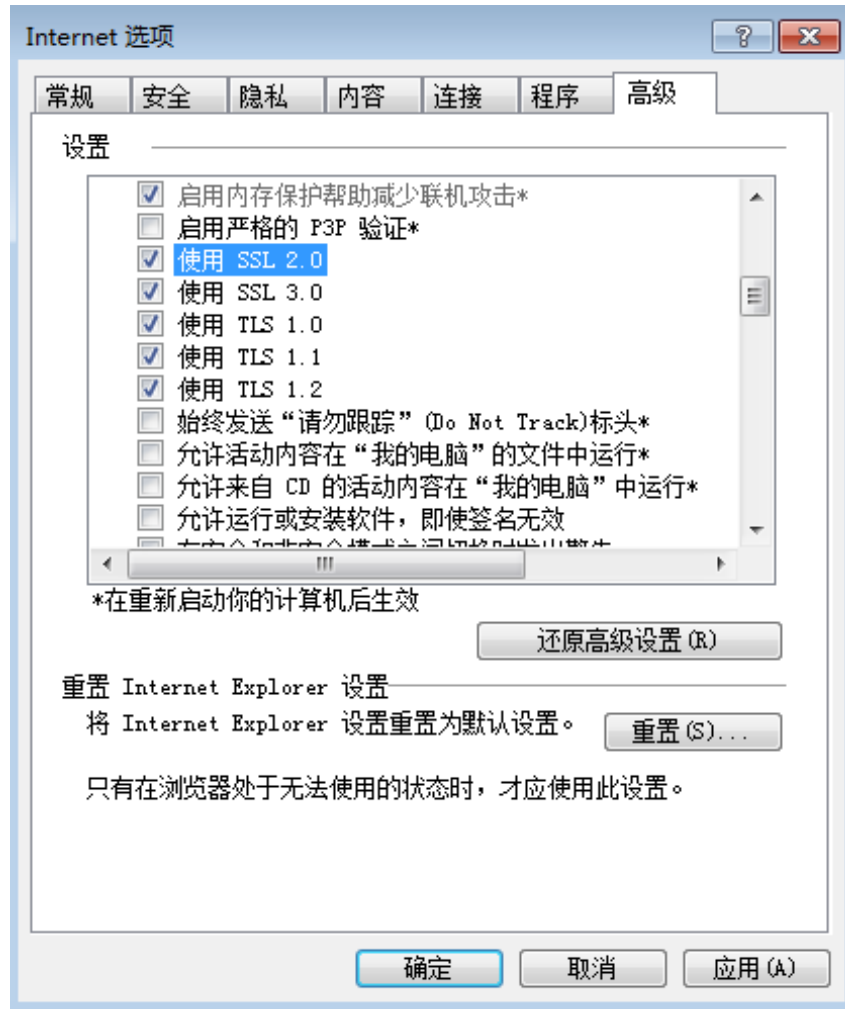 Internet 选项
常规 安全 隐私 内容 连接 程序 高级
设置
启用内存保护帮助减少联机攻击*
启用严格的 P3P 验证*
使用 SSL 2.0
使用 SSL 3.0
使用 TLS 1.0
使用 TLS 1.1
使用 TLS 1.2
始终发送“请勿跟踪” (Do Not Track)标头*
允许活动内容在“我的电脑”的文件中运行*
允许来自 CD 的活动内容在“我的电脑”中运行*
允许运行或安装软件，即使签名无效
*在重新启动你的计算机后生效
还原高级设置(R)
重置 Internet Explorer 设置
将 Internet Explorer 设置重置为默认设置。
重置(S)...
只有在浏览器处于无法使用的状态时，才应使用此设置。
确定 取消 应用(A)